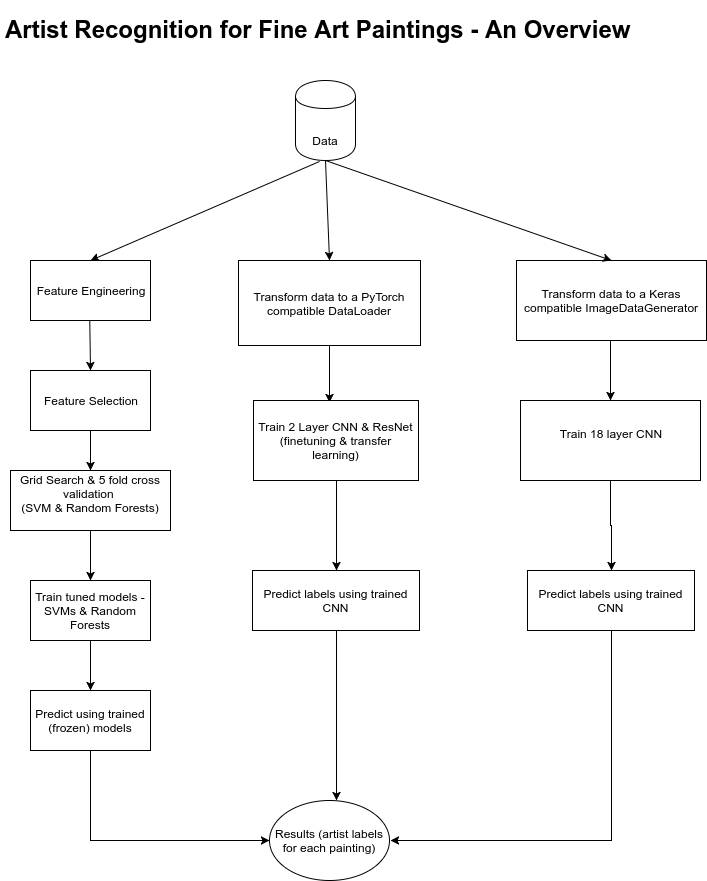 Artist Recognition for Fine Art Paintings - An Overview
Data
Feature Engineering
Transform data to a PyTorch
compatible DataLoader
Transform data to a Keras
compatible ImageDataGenerator
Feature Selection
Train 2 Layer CNN & ResNet
(finetuning & transfer
learning)
Train 18 layer CNN
Grid Search & 5 fold cross
validation
(SVM & Random Forests)
Train tuned models -
SVMs & Random
Forests
Predict labels using trained
CNN
Predict labels using trained
CNN
Predict using trained
(frozen) models
Results (artist labels
for each painting)